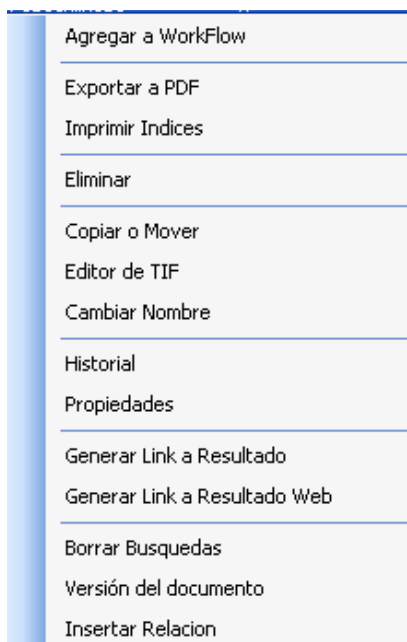 Agregar a WorkFlow
Exportar a PDF
Imprimir Indices
Eliminar
Copiar o Mover
Editor de TIF
Cambiar Nombre
Historial
Propiedades
Generar Link a Resultado
Generar Link a Resultado Web
Borrar Busquedas
Versión del documento
Insertar Relacion